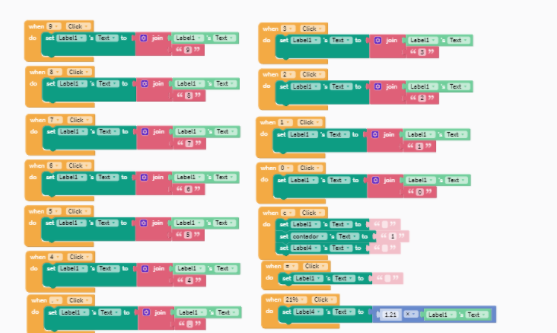 when 9 Click
do set Label1 's Text to join Label1 's Text
“ 9 ”
when 8 Click
do set Label1 's Text to join Label1 's Text
“ 8 ”
when 7 Click
do set Label1 's Text to join Label1 's Text
“ 7 ”
when 6 Click
do set Label1 's Text to join Label1 's Text
“ 6 ”
when 5 Click
do set Label1 's Text to join Label1 's Text
“ 5 ”
when 4 Click
do set Label1 's Text to join Label1 's Text
“ 4 ”
when . Click
do set Label1 's Text to join Label1 's Text
“ . ”
when 3 Click
do set Label1 's Text to join Label1 's Text
“ 3 ”
when 2 Click
do set Label1 's Text to join Label1 's Text
“ 2 ”
when 1 Click
do set Label1 's Text to join Label1 's Text
“ 1 ”
when 0 Click
do set Label1 's Text to join Label1 's Text
“ 0 ”
when c Click
do set Label1 's Text to “ ”
set contador 's Text to “ 1 ”
set Label4 's Text to “ ”
when = Click
do set Label1 's Text to “ ”
when 21% Click
do set Label4 's Text to 1.21 × Label1 's Text